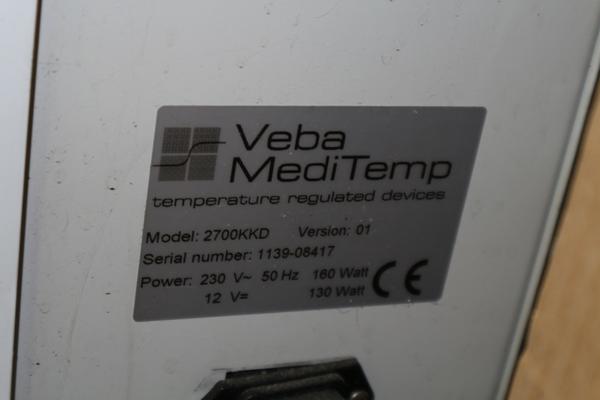 Veba
MediTemp
temperature regulated devices
Model: 2700KKD Version: 01
Serial number: 1139-08417
Power: 230 V~ 50 Hz 160 Watt
12 V= 130 Watt CE